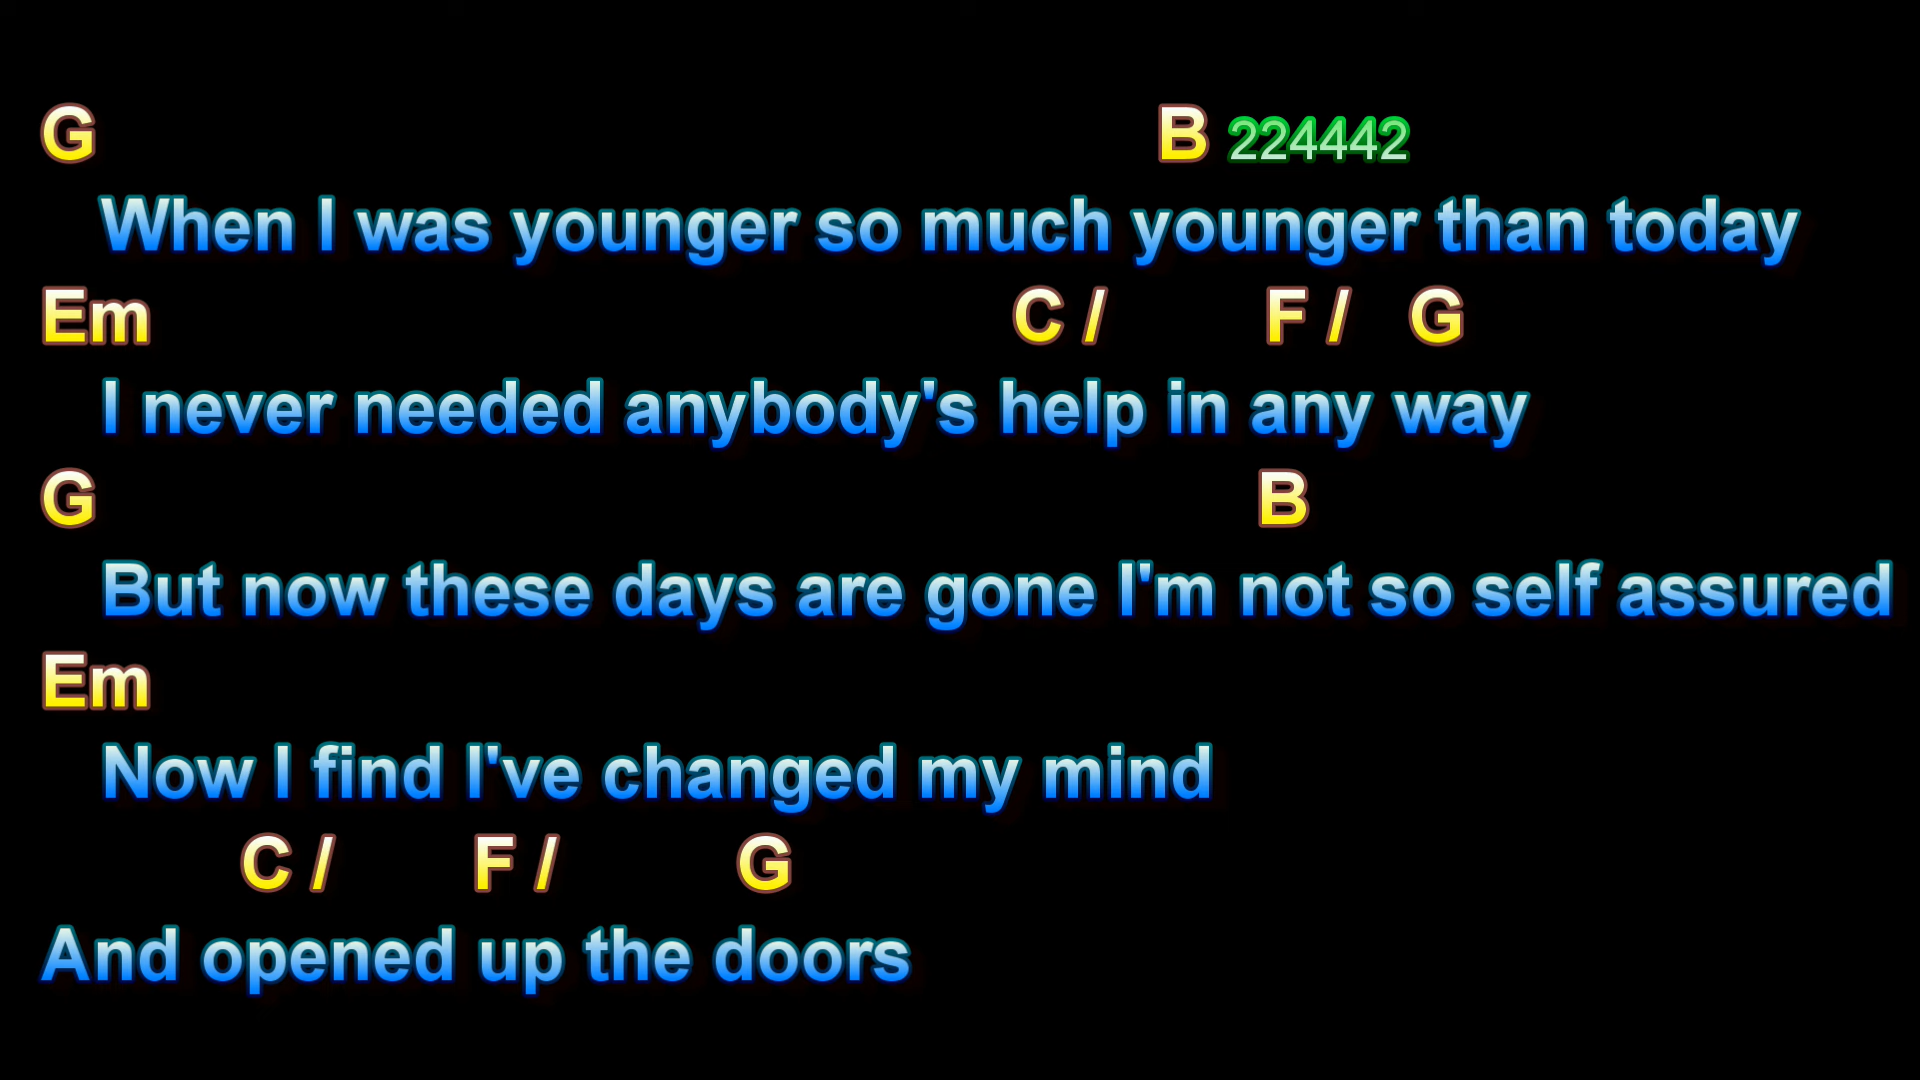 G B 224442
When I was younger so much younger than today
Em C / F / G
I never needed anybody's help in any way
G B
But now these days are gone I'm not so self assured
Em
Now I find I've changed my mind
C / F / G
And opened up the doors